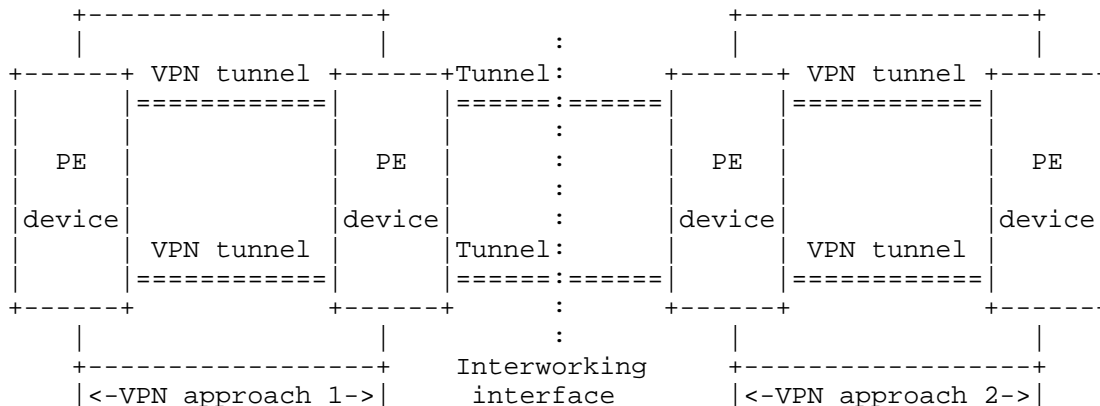 VPN tunnel Tunnel: VPN tunnel
PE PE PE PE
device device device device
VPN tunnel Tunnel: VPN tunnel
Interworking
|<-VPN approach 1->| interface |<-VPN approach 2->|